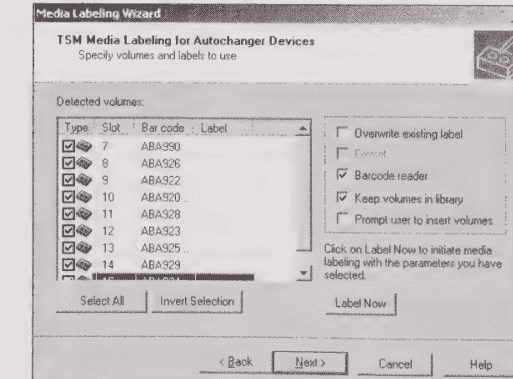 Media Labeling Wizard
TSM Media Labeling for Autochanger Devices
Specify volumes and labels to use
Detected volumes:
Type Slot Bar code Label
7 ABA990
8 ABA926
9 ABA922
10 ABA920 ..
11 ABA928
12 ABA923
13 ABA925 ..
14 ABA929
Overwrite existing label
Format
Barcode reader
Keep volumes in library
Prompt user to insert volumes
Click on Label Now to initiate media
labeling with the parameters you have
selected.
Select All Invert Selection Label Now
< Back Next > Cancel Help